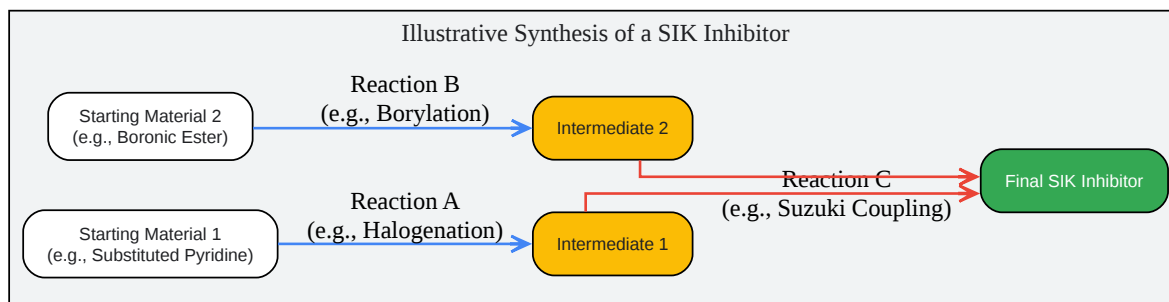 Illustrative Synthesis of a SIK Inhibitor
Reaction B
(e.g., Borylation)
Starting Material 2
(e.g., Boronic Ester)
Intermediate 2
Reaction C
(e.g., Suzuki Coupling)
Final SIK Inhibitor
Reaction A
(e.g., Halogenation)
Starting Material 1
(e.g., Substituted Pyridine)
Intermediate 1